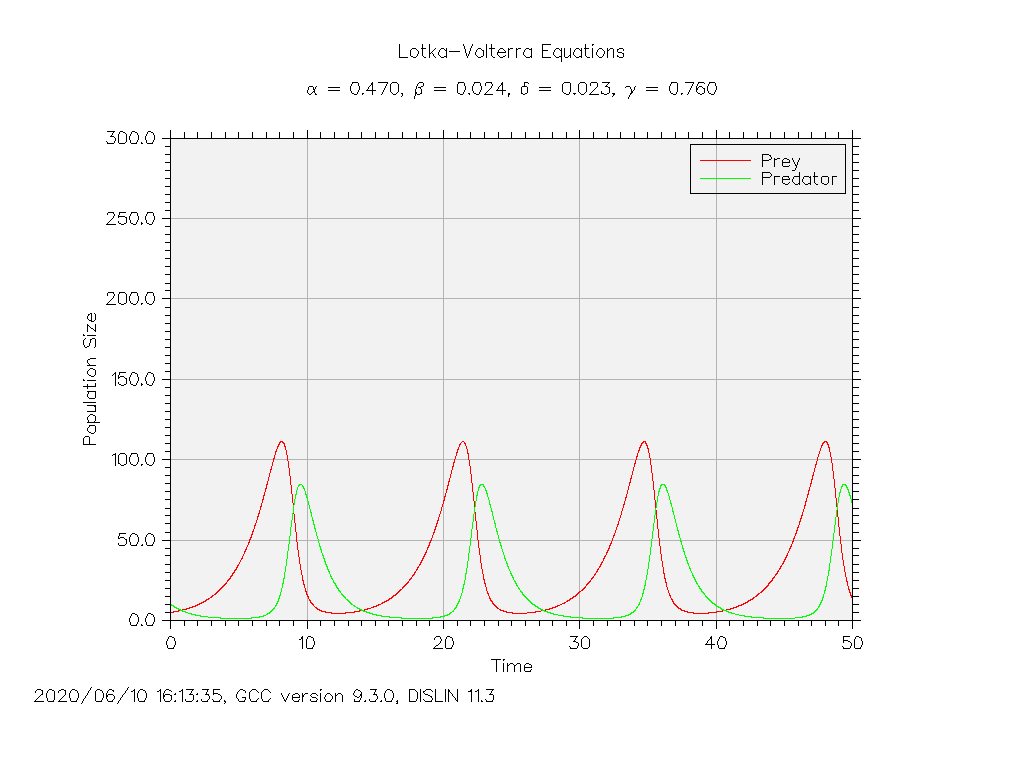 Lotka-Volterra Equations
α = 0.470, β = 0.024, δ = 0.023, γ = 0.760
300.0
Prey
Predator
250.0
200.0
150.0
100.0
50.0
0.0
Population Size
0 10 20 30 40 50
Time
2020/06/10 16:13:35, GCC version 9.3.0, DISLIN 11.3